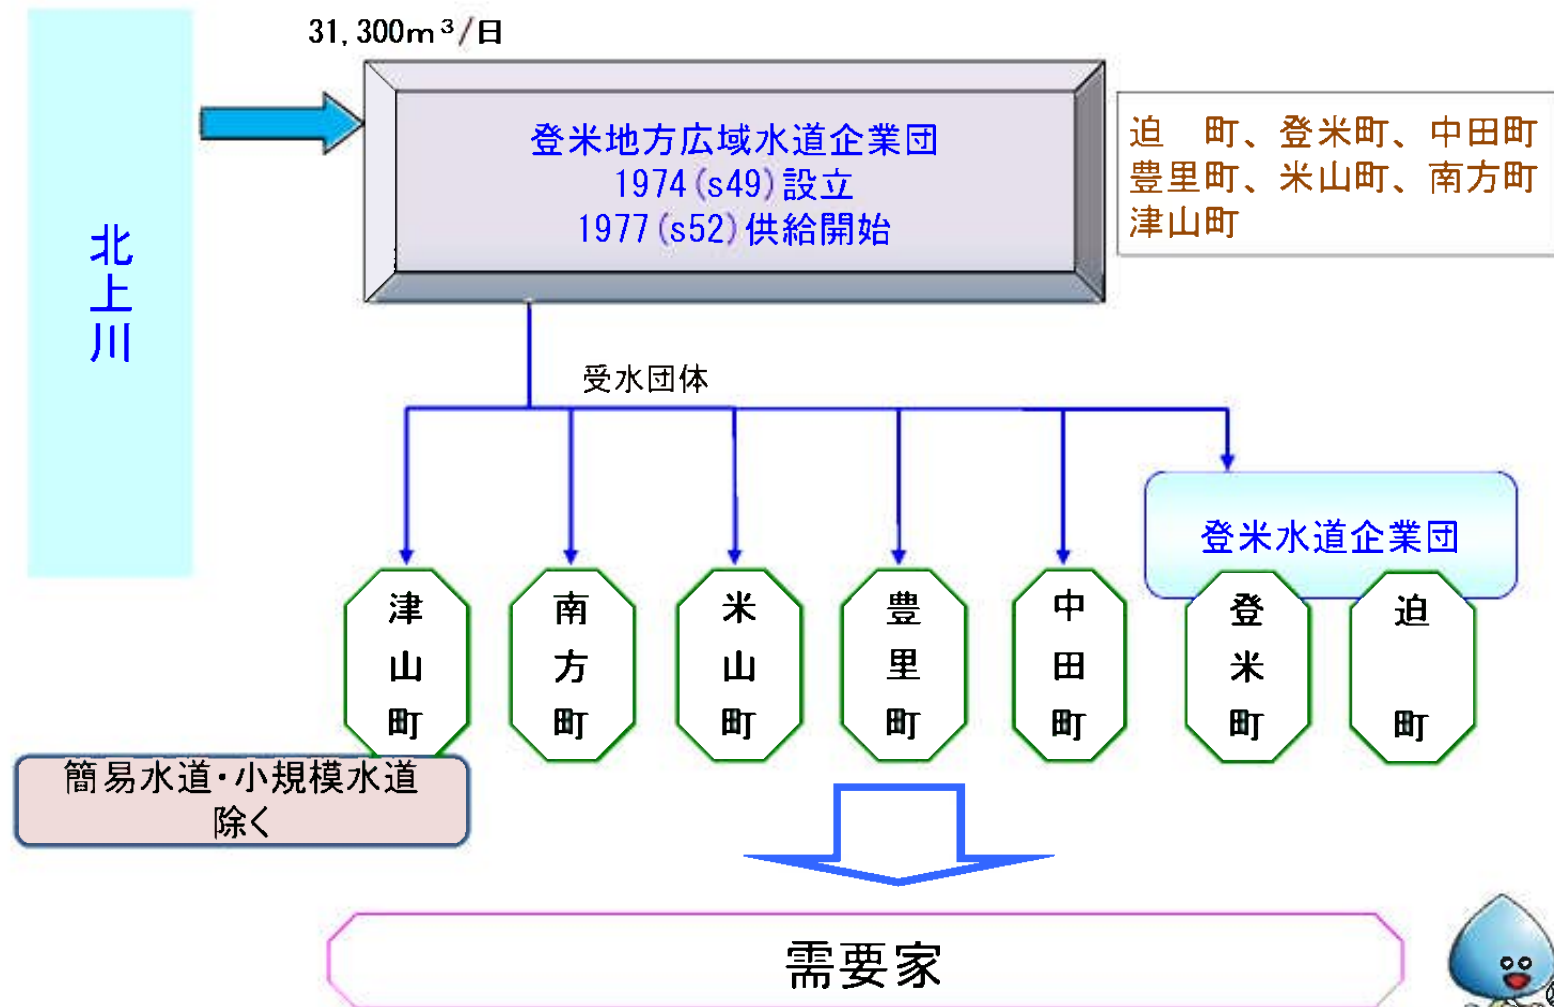 31,300m³/日
北上川
登米地方広域水道企業団
1974(s49)設立
1977(s52)供給開始
迫　町、登米町、中田町
豊里町、米山町、南方町
津山町
受水団体
登米水道企業団
津山町
南方町
米山町
豊里町
中田町
登米町
迫　町
簡易水道・小規模水道
除く
需要家